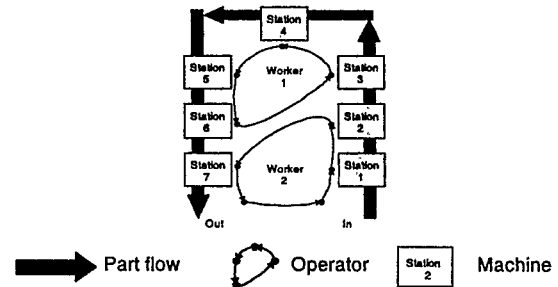 Station
4
Station
5
Worker
1
Station
3
Station
6
Station
2
Station
7
Worker
2
Station
1
Out
In
Part flow
Operator
Station
2
Machine